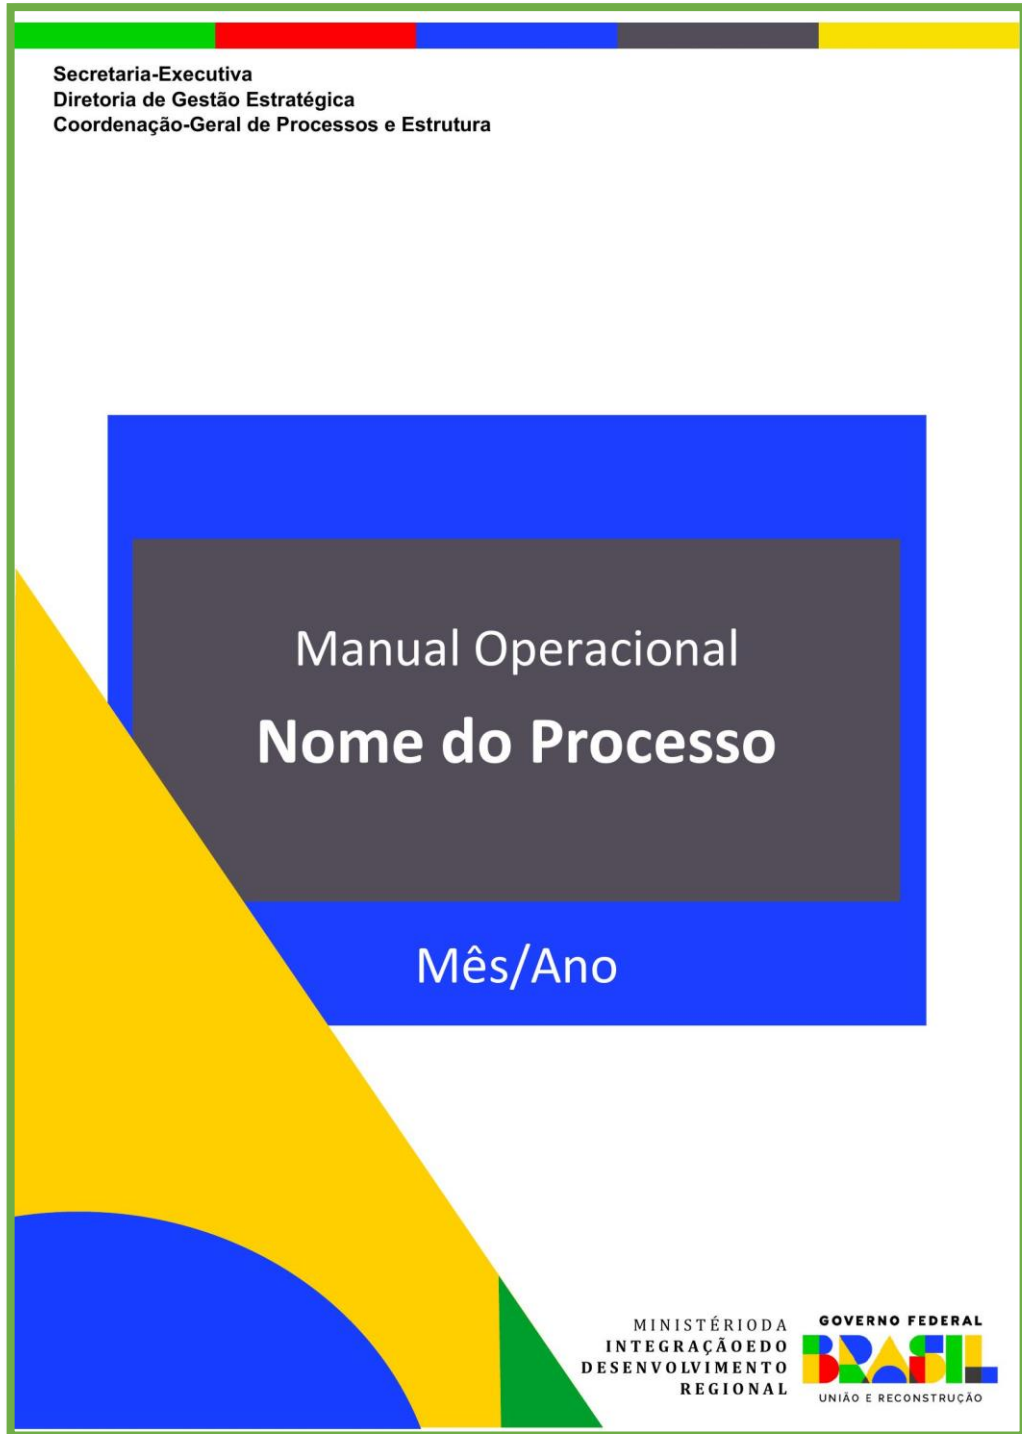 Secretaria-Executiva
Diretoria de Gestão Estratégica
Coordenação-Geral de Processos e Estrutura
Manual Operacional
Nome do Processo
Mês/Ano
MINISTÉRIODA
INTEGRAÇÃOEDO
DESENVOLVIMENTO
REGIONAL
GOVERNO FEDERAL
BRASIL
UNIÃO E RECONSTRUÇÃO